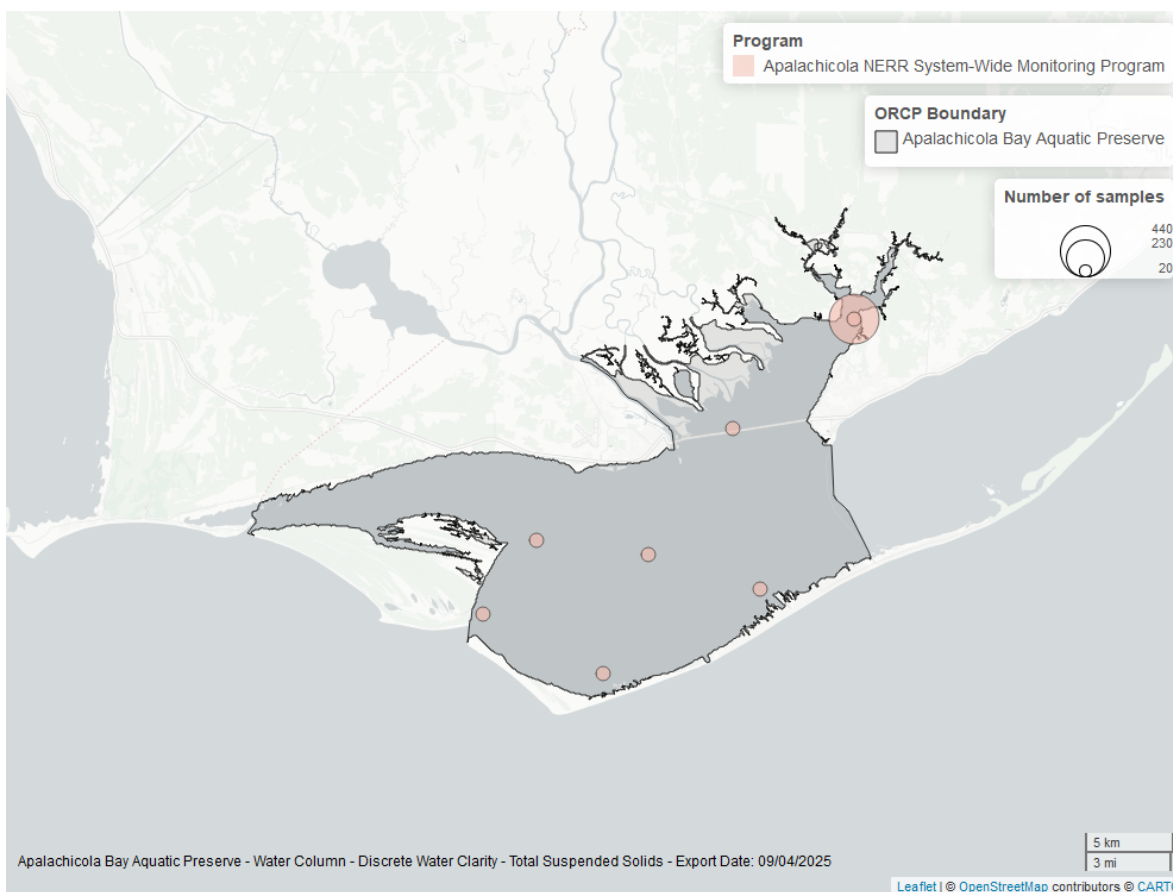 Program
Apalachicola NERR System-Wide Monitoring Program
ORCP Boundary
Apalachicola Bay Aquatic Preserve
Number of samples
440
230
20
Apalachicola Bay Aquatic Preserve - Water Column - Discrete Water Clarity - Total Suspended Solids - Export Date: 09/04/2025
5 km
3 mi
Leaflet | © OpenStreetMap contributors © CARTO